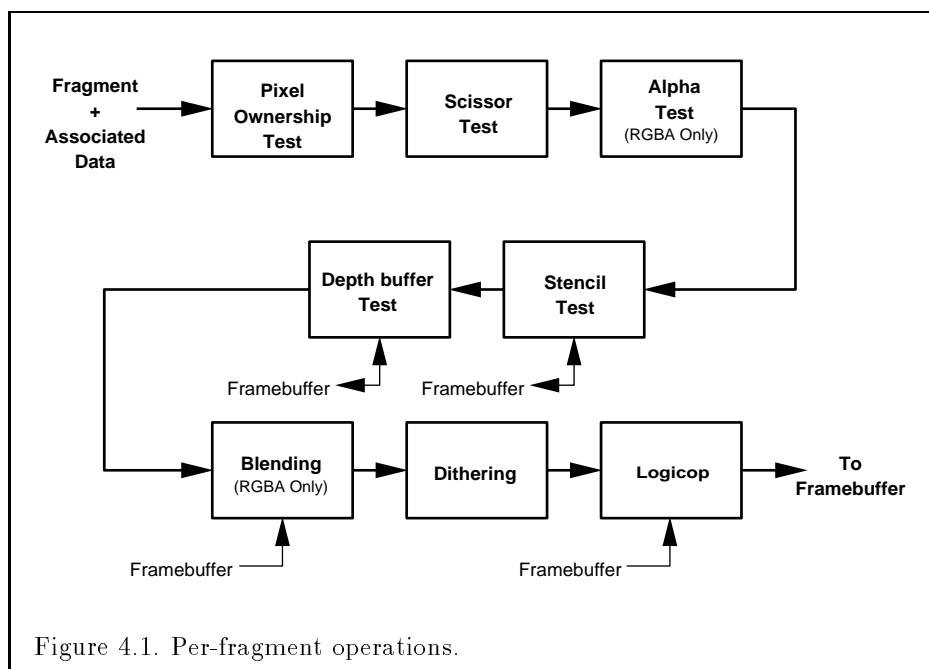 Fragment
+
Associated
Data
Pixel
Ownership
Test
Scissor
Test
Alpha
Test
(RGBA Only)
Depth buffer
Test
Stencil
Test
Framebuffer
Framebuffer
Blending
(RGBA Only)
Dithering
Logicop
To
Framebuffer
Framebuffer
Framebuffer
Figure 4.1. Per-fragment operations.